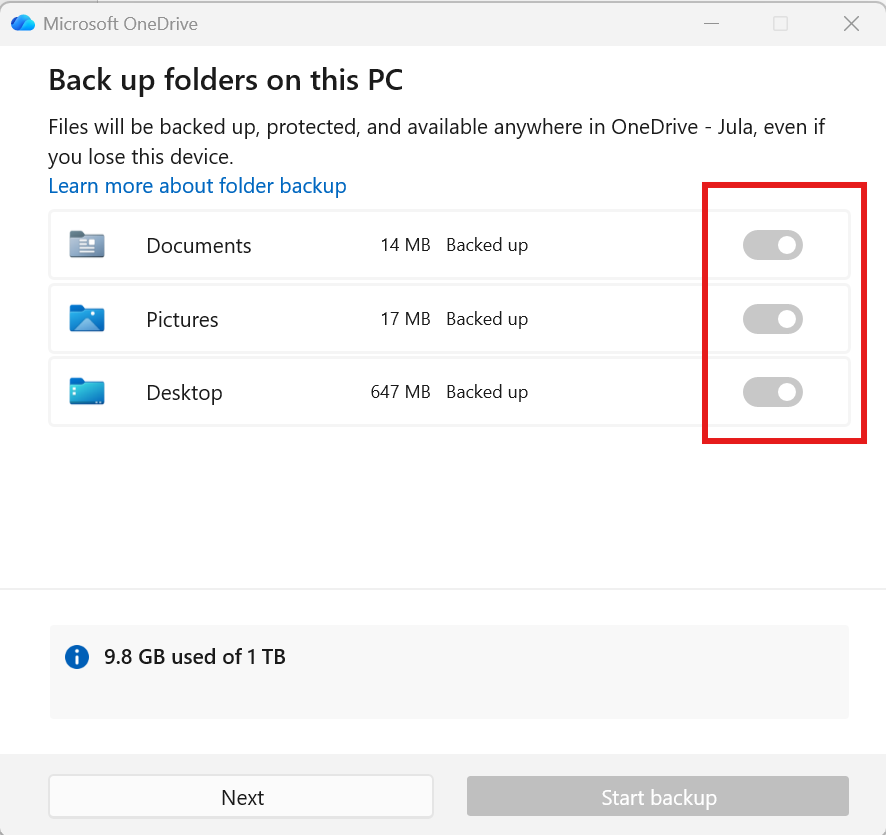 Microsoft OneDrive
Back up folders on this PC
Files will be backed up, protected, and available anywhere in OneDrive - Jula, even if
you lose this device.
Learn more about folder backup
Documents 14 MB Backed up
Pictures 17 MB Backed up
Desktop 647 MB Backed up
9.8 GB used of 1 TB
Next Start backup